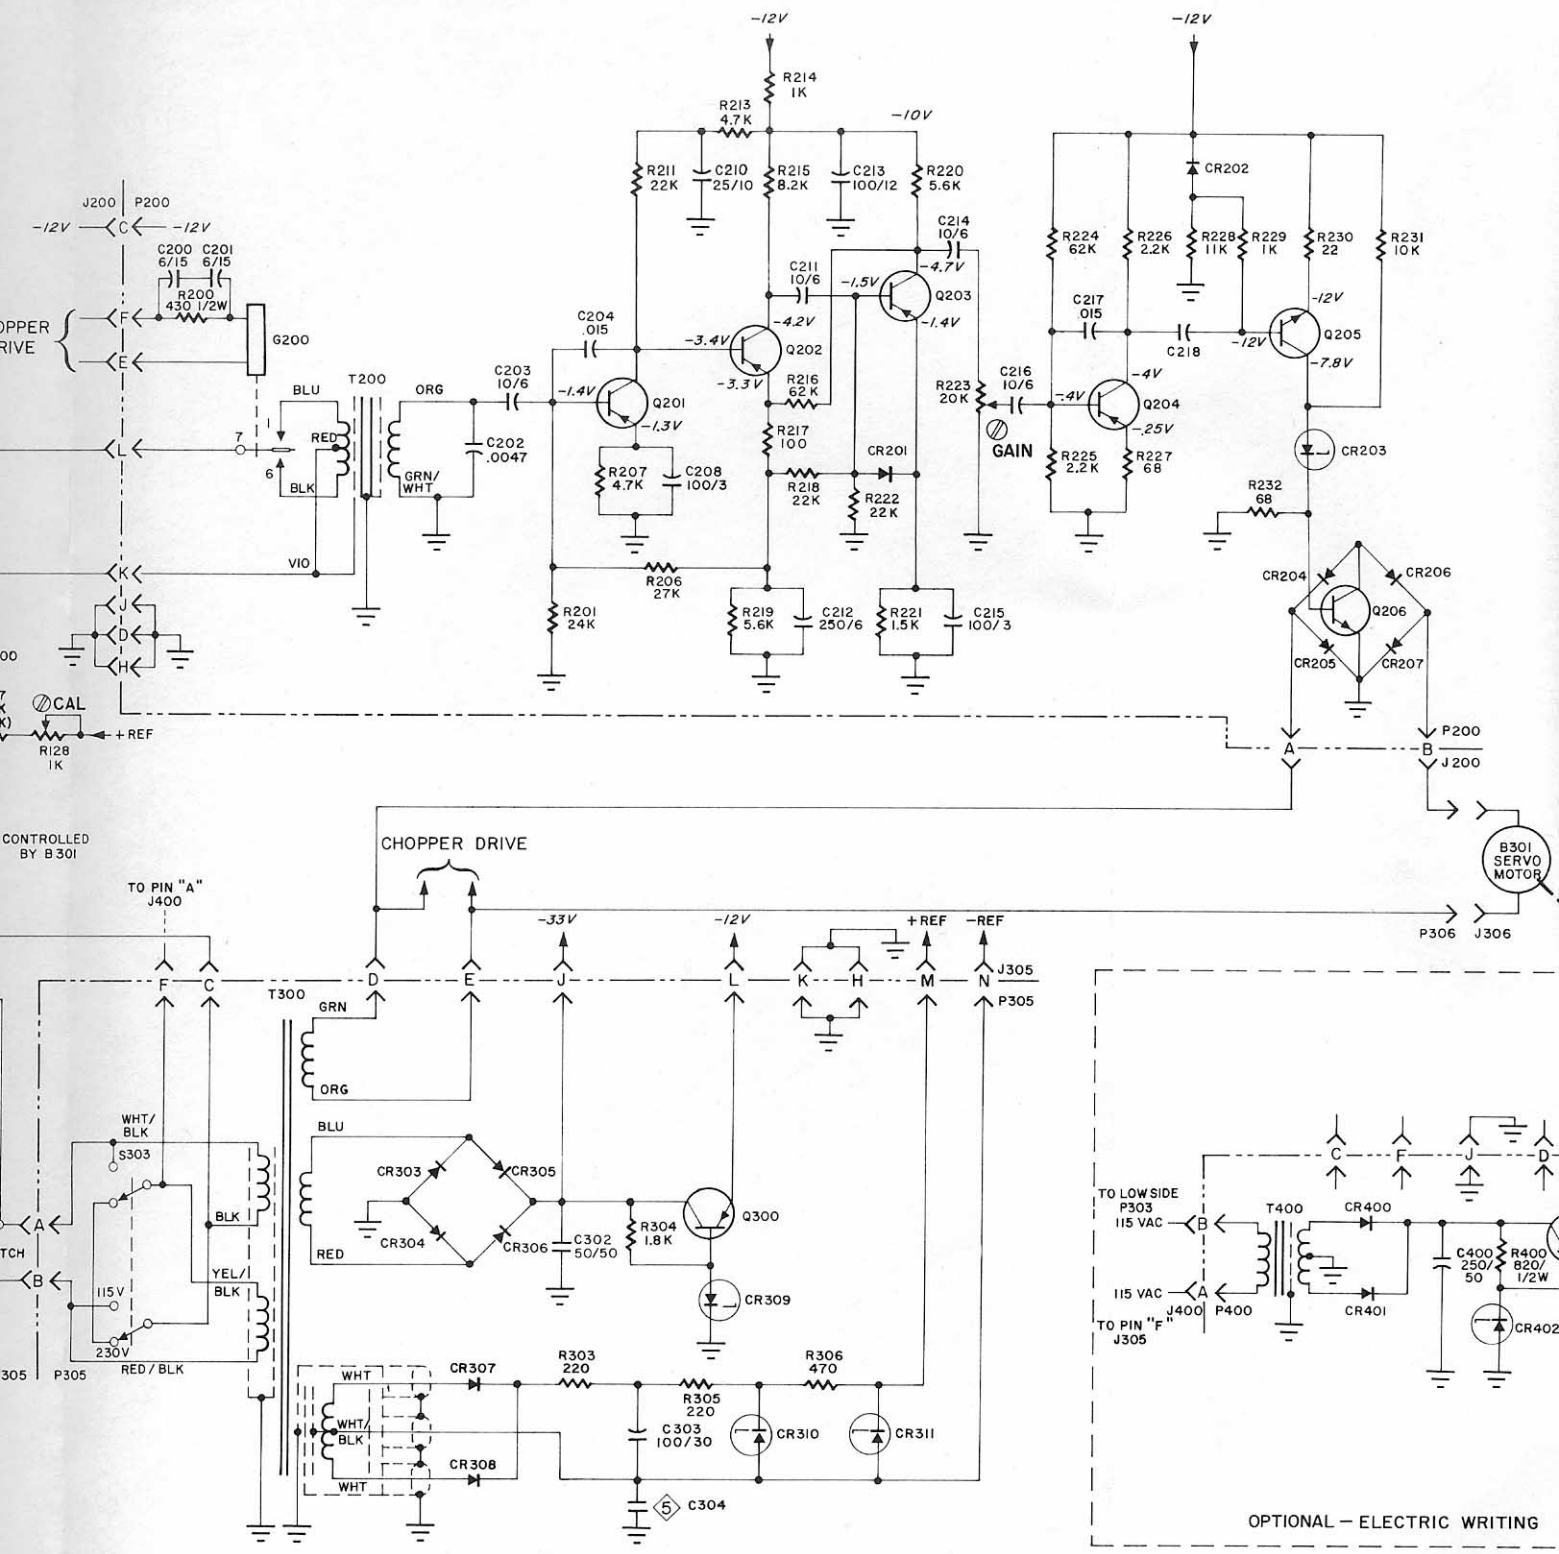 -12V
-12V
R214
1K
R213
4.7K
-10V
R211
22K
C210
25/10
R215
8.2K
C213
100/12
R220
5.6K
CR202
J200
P200
-12V
C
-12V
C200
6/15
C201
6/15
R200
430 1/2W
F
OPPER
RIVE
E
G200
C204
.015
C211
10/6
C214
10/6
-4.7V
-1.5V
Q203
-1.4V
R224
62K
R226
2.2K
R228
11K
R229
1K
R230
22
R231
10K
C217
.015
C218
-12V
-12V
Q205
-7.8V
-3.4V
-4.2V
Q202
-3.3V
BLU
T200
ORG
C203
10/6
-1.4V
Q201
-1.3V
R216
62K
R223
20K
C216
10/6
-.4V
-4V
Q204
-.25V
GAIN
L
7
1
6
RED
BLK
GRN/
WHT
C202
.0047
R207
4.7K
C208
100/3
R217
100
R218
22K
CR201
R222
22K
R225
2.2K
R227
68
CR203
R232
68
K
VIO
R206
27K
CR204
CR206
Q206
CR205
CR207
J
D
H
R201
24K
R219
5.6K
C212
250/6
R221
1.5K
C215
100/3
00
7
K
K)
CAL
R128
1K
+REF
A
B
P200
J200
CONTROLLED
BY B301
CHOPPER DRIVE
B301
SERVO
MOTOR
TO PIN "A"
J400
-33V
-12V
+REF
-REF
P306
J306
F
C
D
E
J
L
K
H
M
N
J305
P305
T300
GRN
ORG
BLU
WHT/
BLK
S303
CR303
CR305
CR304
CR306
C302
50/50
R304
1.8K
Q300
CR309
A
TCH
B
BLK
RED
YEL/
BLK
115V
230V
305
P305
RED/BLK
C
F
J
D
TO LOW SIDE
P303
115 VAC
B
T400
CR400
C400
250/
50
R400
820/
1/2W
115 VAC
A
J400
P400
CR401
TO PIN "F"
J305
CR402
WHT
CR307
R303
220
R305
220
R306
470
WHT/
BLK
C303
100/30
CR310
CR311
WHT
CR308
5
C304
OPTIONAL – ELECTRIC WRITING